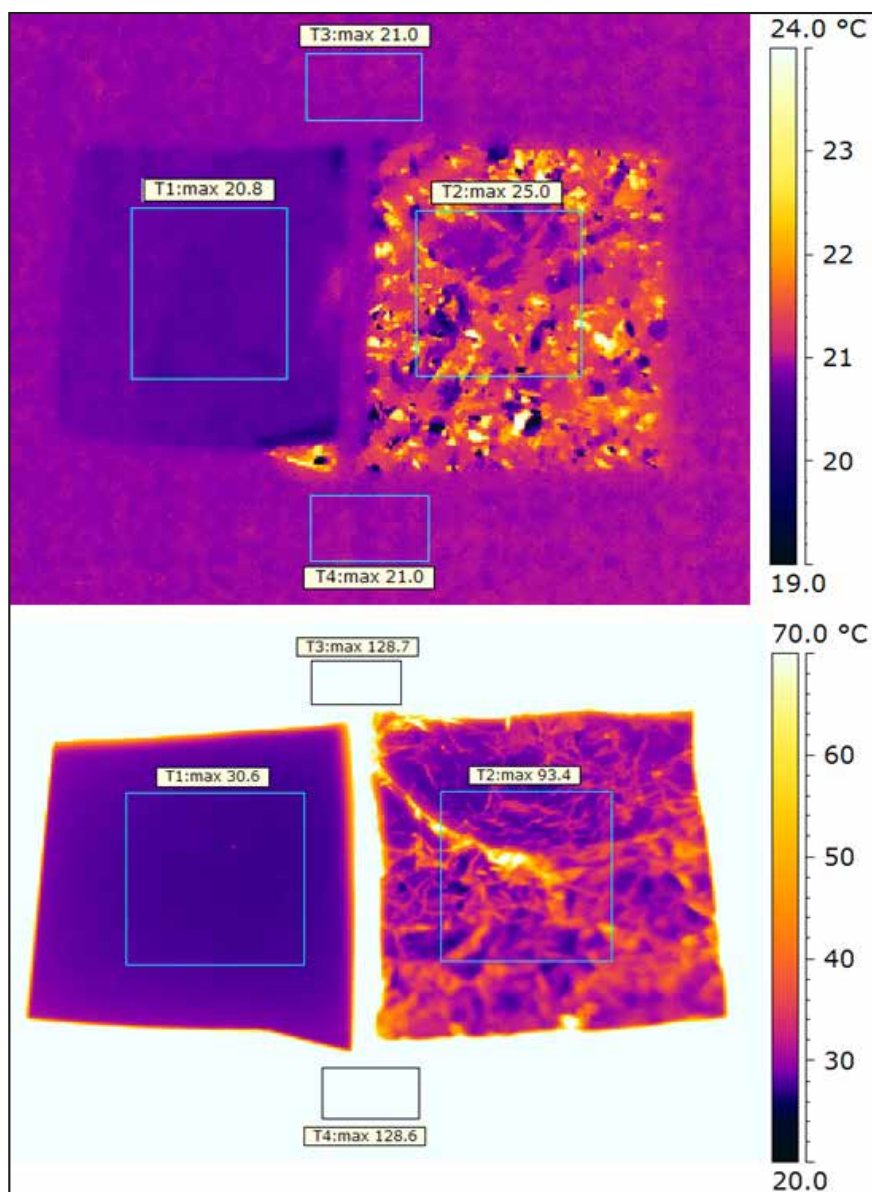 T3:max 21.0
24.0 °C
23
T1:max 20.8
T2:max 25.0
22
21
20
T4:max 21.0
19.0
70.0 °C
T3:max 128.7
60
T1:max 30.6
T2:max 93.4
50
40
30
T4:max 128.6
20.0